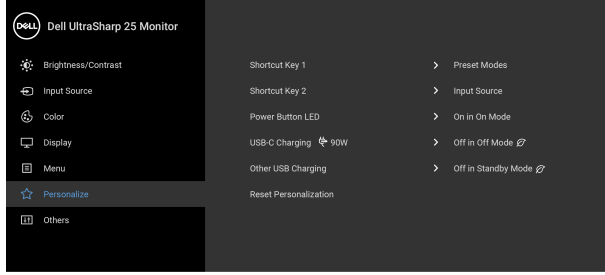 DELL Dell UltraSharp 25 Monitor
Brightness/Contrast
Input Source
Color
Display
Menu
Personalize
Others
Shortcut Key 1 > Preset Modes
Shortcut Key 2 > Input Source
Power Button LED > On in On Mode
USB-C Charging 90W > Off in Off Mode
Other USB Charging > Off in Standby Mode
Reset Personalization